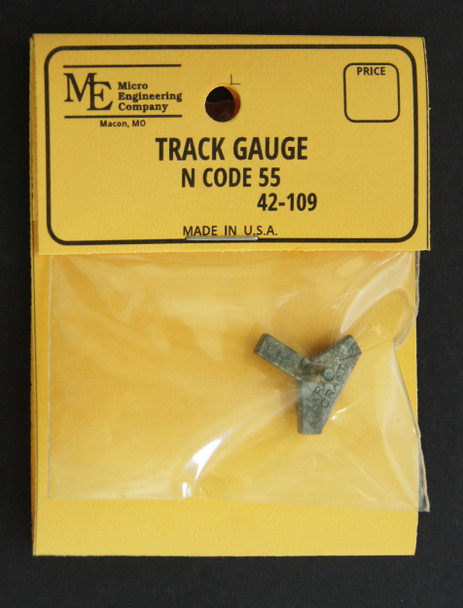 ME Micro
Engineering
Company
Macon, MO
PRICE
TRACK GAUGE
N CODE 55
42-109
MADE IN U.S.A.